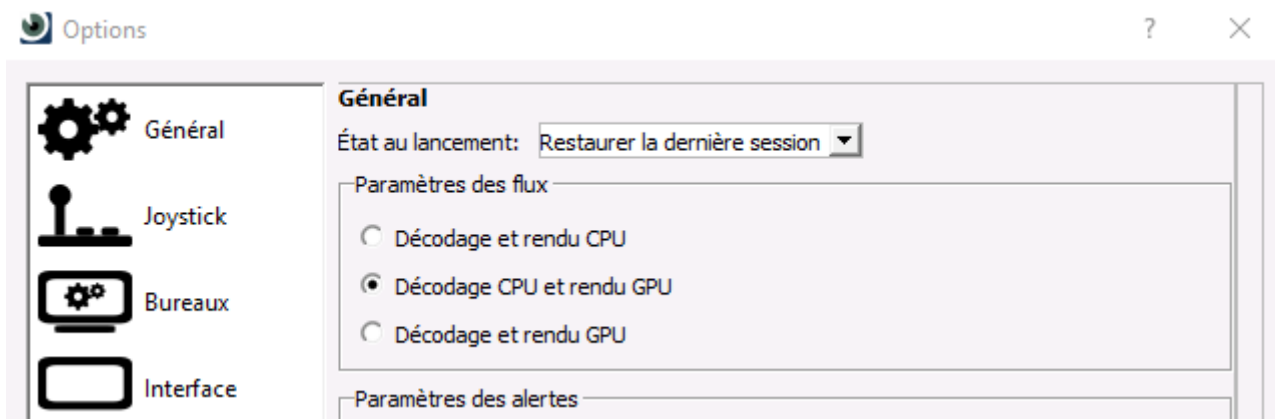 Options
?
Général
Joystick
Bureaux
Interface
Général
État au lancement: Restaurer la dernière session
Paramètres des flux
Décodage et rendu CPU
Décodage CPU et rendu GPU
Décodage et rendu GPU
Paramètres des alertes